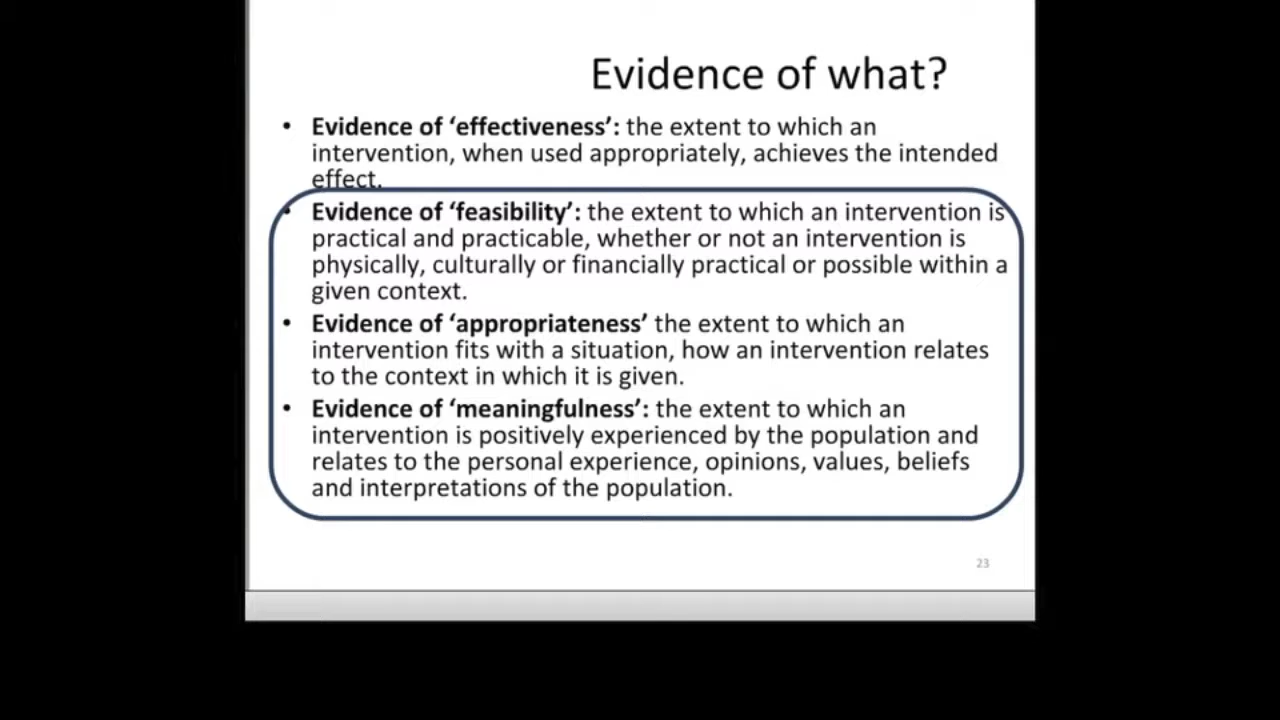 Evidence of what?
• Evidence of ‘effectiveness’: the extent to which an
intervention, when used appropriately, achieves the intended
effect.
• Evidence of ‘feasibility’: the extent to which an intervention is
practical and practicable, whether or not an intervention is
physically, culturally or financially practical or possible within a
given context.
• Evidence of ‘appropriateness’ the extent to which an
intervention fits with a situation, how an intervention relates
to the context in which it is given.
• Evidence of ‘meaningfulness’: the extent to which an
intervention is positively experienced by the population and
relates to the personal experience, opinions, values, beliefs
and interpretations of the population.
23